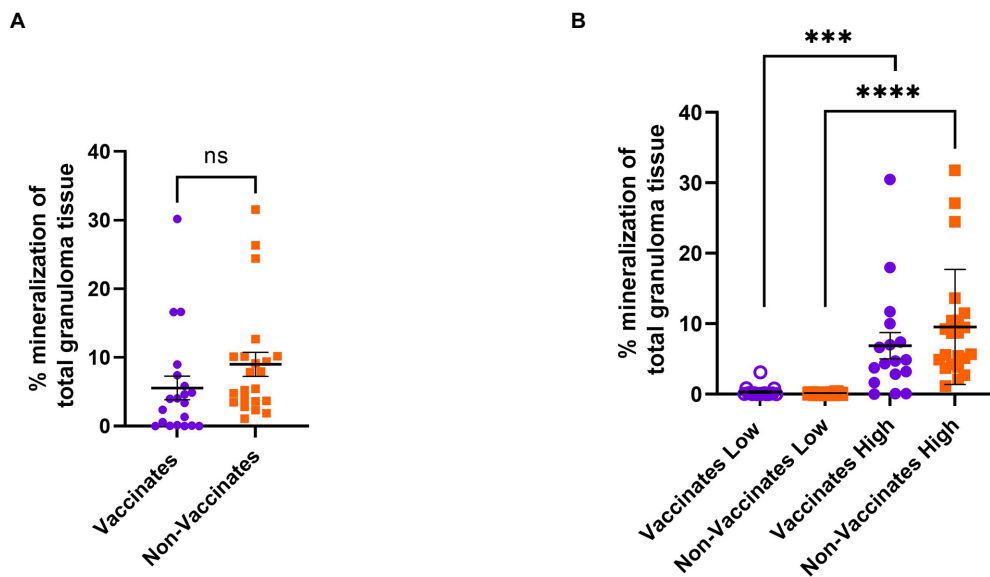 A
% mineralization of
total granuloma tissue
40
30
20
10
0
ns
Vaccinates
Non-Vaccinates
B
% mineralization of
total granuloma tissue
40
30
20
10
0
***
****
Vaccinates Low
Non-Vaccinates Low
Vaccinates High
Non-Vaccinates High